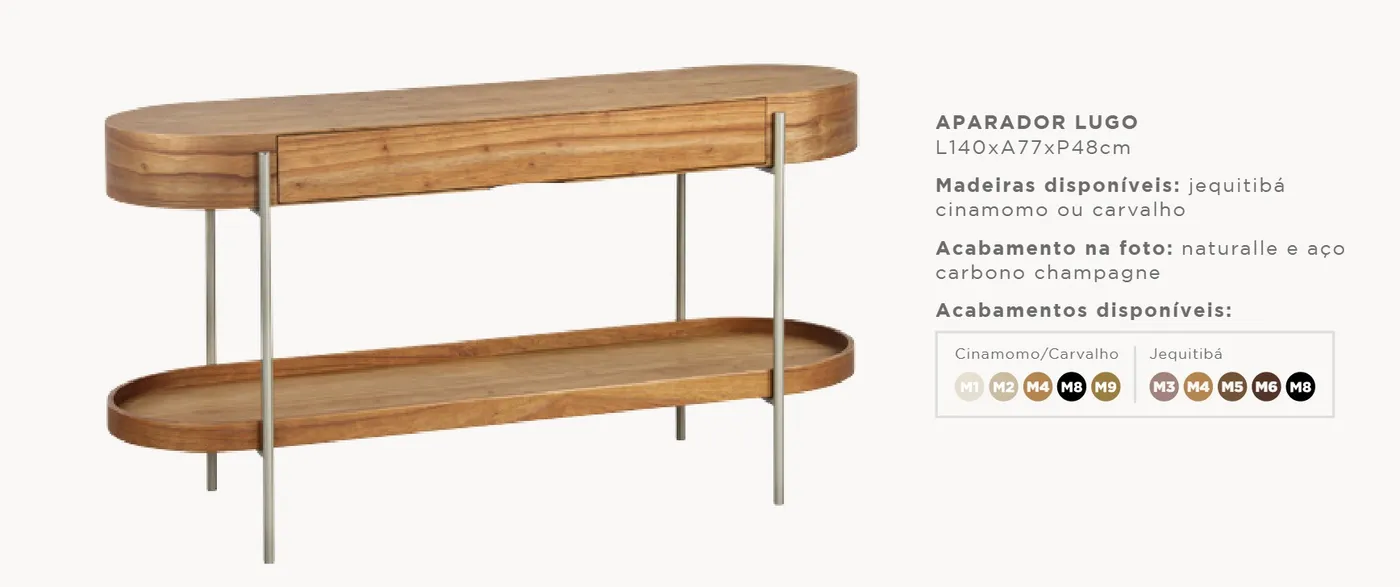 APARADOR LUGO
L140xA77xP48cm
Madeiras disponíveis: jequitibá
cinamomo ou carvalho
Acabamento na foto: naturalle e aço
carbono champagne
Acabamentos disponíveis:
Cinamomo/Carvalho
M1 M2 M4 M8 M9
Jequitibá
M3 M4 M5 M6 M8